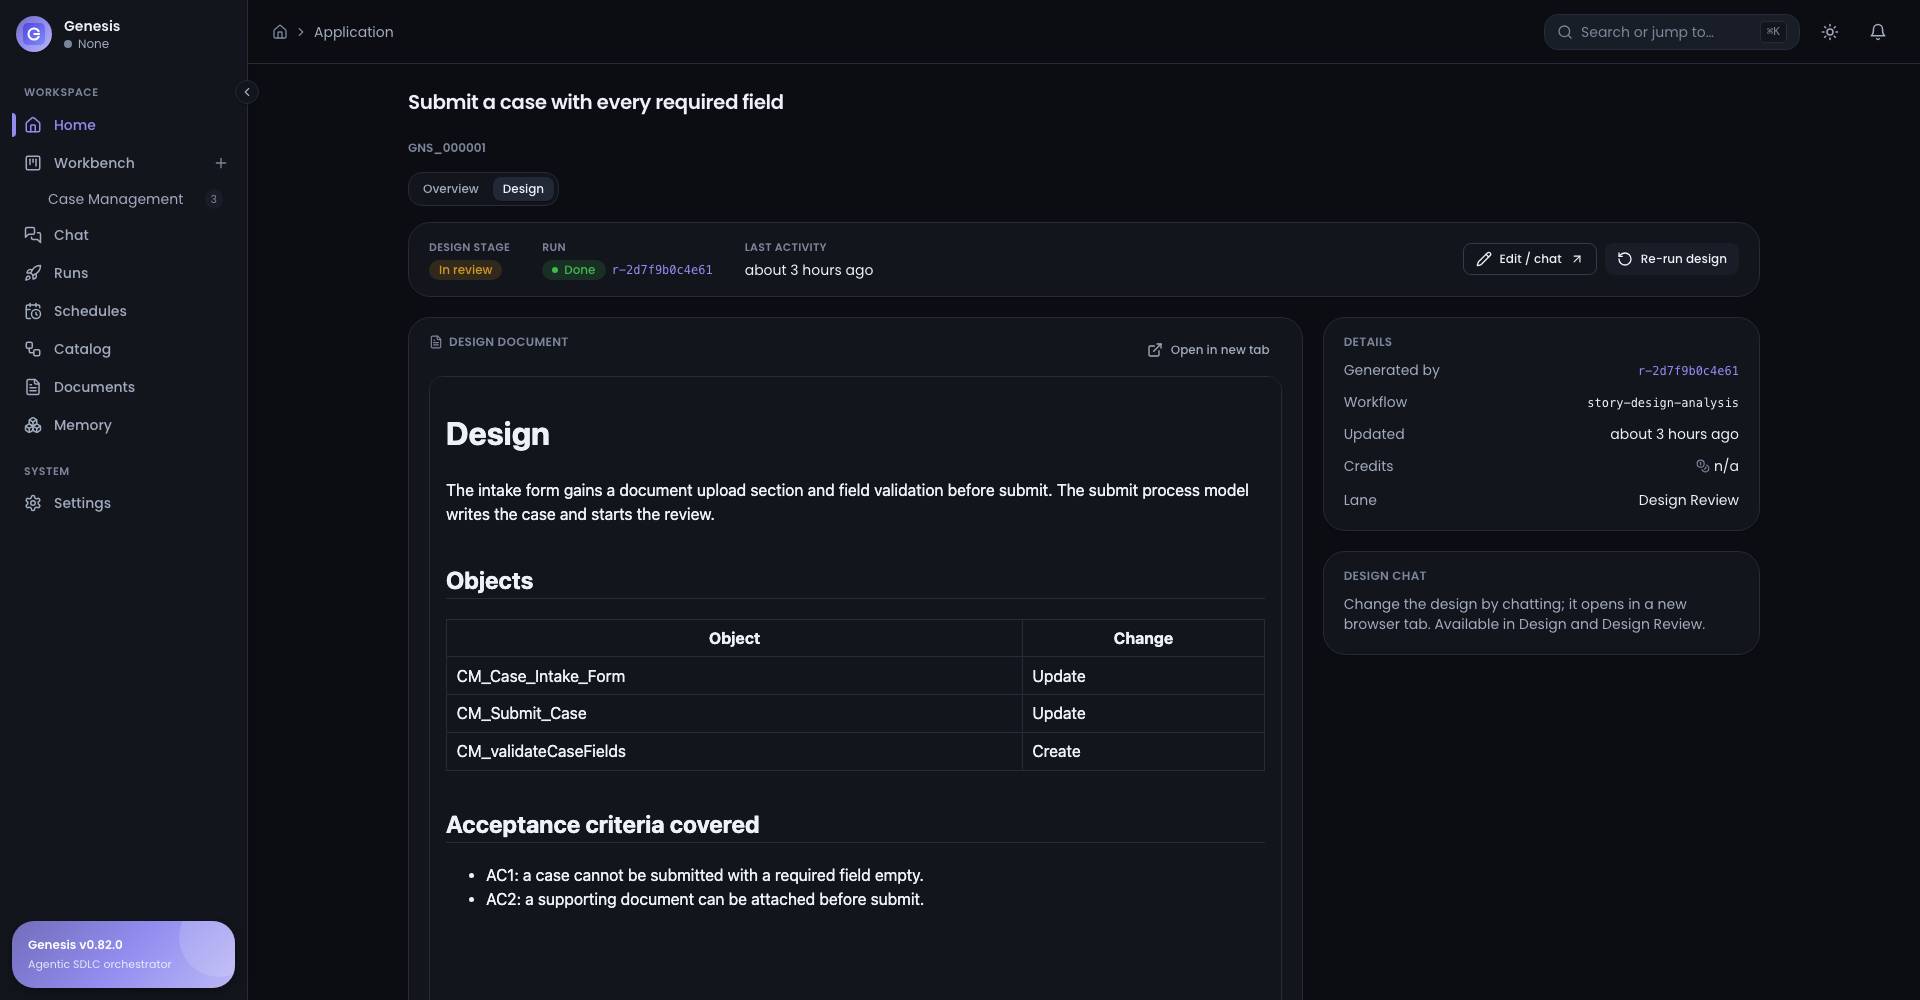 Genesis
None
WORKSPACE
Home
Workbench
Case Management 3
Chat
Runs
Schedules
Catalog
Documents
Memory
SYSTEM
Settings
Genesis v0.82.0
Agentic SDLC orchestrator
Application
Search or jump to... ⌘K
Submit a case with every required field
GNS_000001
Overview Design
DESIGN STAGE RUN LAST ACTIVITY
In review Done r-2d7f9b0c4e61 about 3 hours ago
Edit / chat Re-run design
DESIGN DOCUMENT
Open in new tab
Design
The intake form gains a document upload section and field validation before submit. The submit process model
writes the case and starts the review.
Objects
Object Change
CM_Case_Intake_Form Update
CM_Submit_Case Update
CM_validateCaseFields Create
Acceptance criteria covered
• AC1: a case cannot be submitted with a required field empty.
• AC2: a supporting document can be attached before submit.
DETAILS
Generated by r-2d7f9b0c4e61
Workflow story-design-analysis
Updated about 3 hours ago
Credits n/a
Lane Design Review
DESIGN CHAT
Change the design by chatting; it opens in a new
browser tab. Available in Design and Design Review.